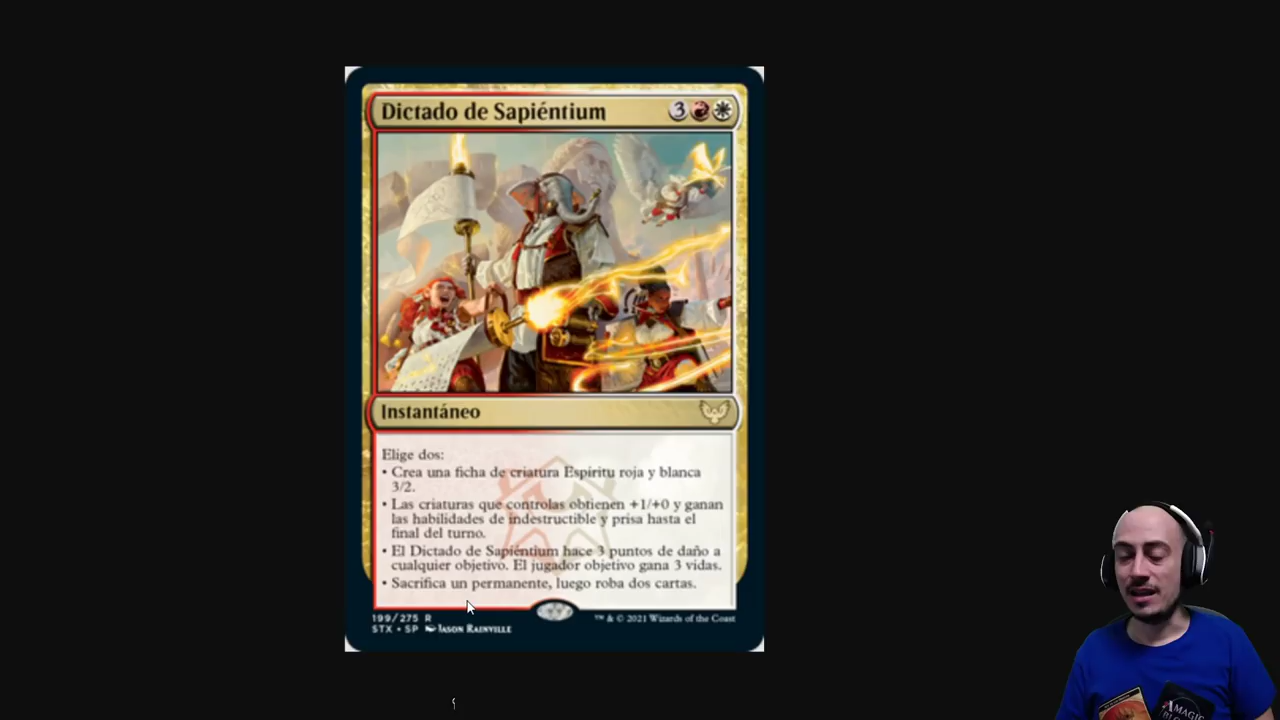 Dictado de Sapiéntium
3
Instantáneo
Elige dos:
• Crea una ficha de criatura Espíritu roja y blanca
3/2.
• Las criaturas que controlas obtienen +1/+0 y ganan
las habilidades de indestructible y prisa hasta el
final del turno.
• El Dictado de Sapiéntium hace 3 puntos de daño a
cualquier objetivo. El jugador objetivo gana 3 vidas.
• Sacrifica un permanente, luego roba dos cartas.
199/275 R
STX • SP JASON RAINVILLE
™ & © 2021 Wizards of the Coast
MAGIC